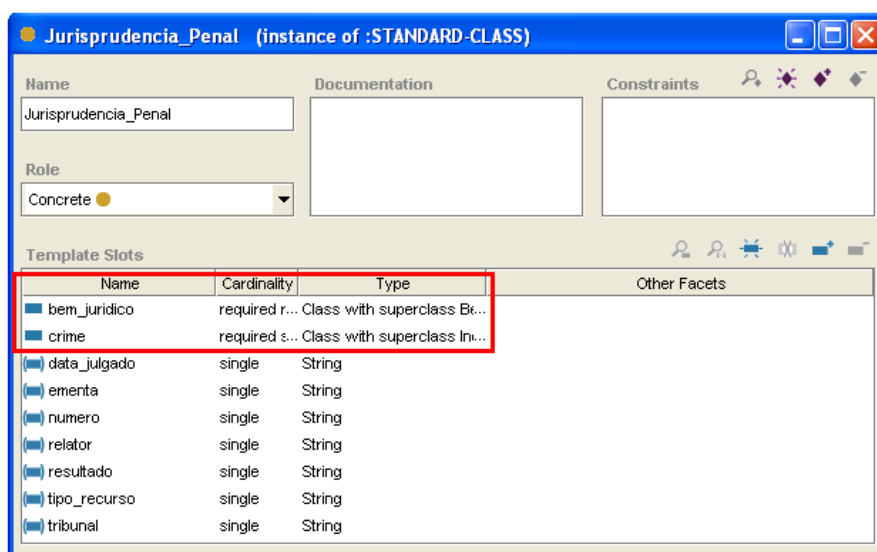 Jurisprudencia_Penal (instance of :STANDARD-CLASS)
Name Documentation Constraints
Jurisprudencia_Penal
Role
Concrete
Template Slots
Name Cardinality Type Other Facets
bem_juridico required r... Class with superclass Be...
crime required s... Class with superclass In...
data_julgado single String
ementa single String
numero single String
relator single String
resultado single String
tipo_recurso single String
tribunal single String